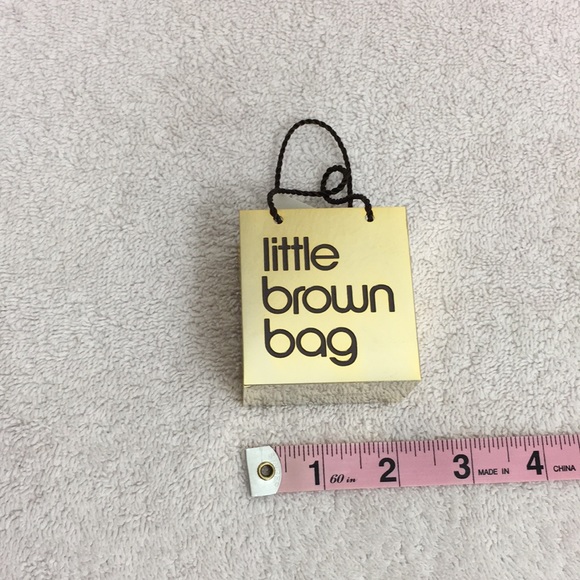 little
brown
bag
1 60 in 2 3 MADE IN 4 CHINA